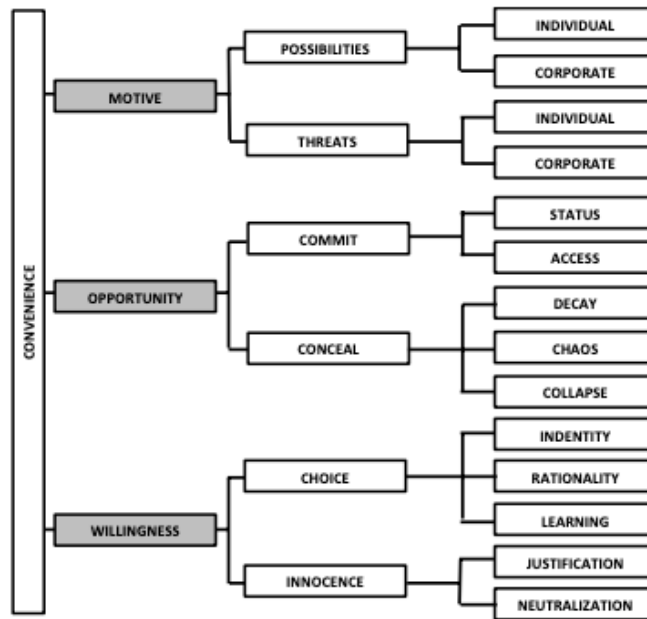 CONVENIENCE
MOTIVE
POSSIBILITIES
INDIVIDUAL
CORPORATE
THREATS
INDIVIDUAL
CORPORATE
OPPORTUNITY
COMMIT
STATUS
ACCESS
CONCEAL
DECAY
CHAOS
COLLAPSE
WILLINGNESS
CHOICE
INDENTITY
RATIONALITY
LEARNING
INNOCENCE
JUSTIFICATION
NEUTRALIZATION